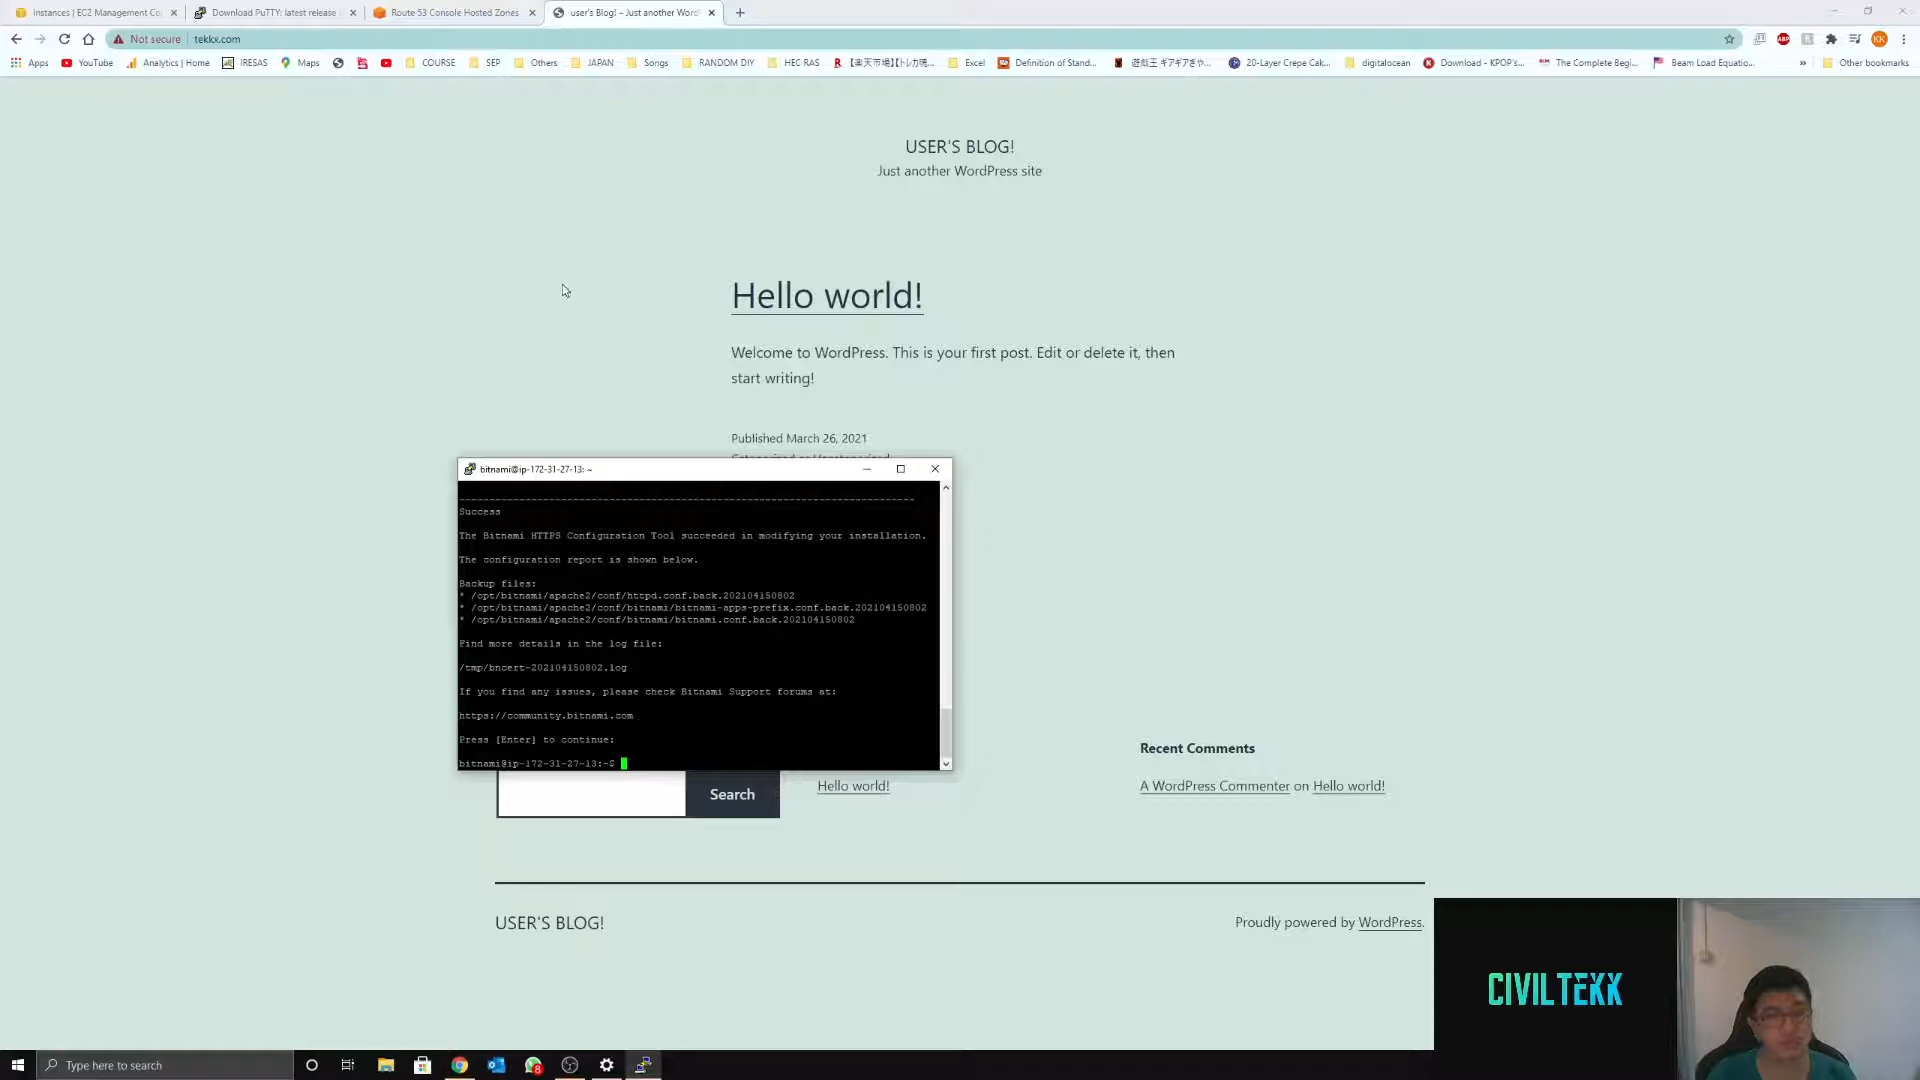 Instances | EC2 Management Co
Download PuTTY: latest release
Route 53 Console Hosted Zones
user's Blog! – Just another Word
Not secure
tekkx.com
Apps
YouTube
Analytics | Home
IRESAS
Maps
COURSE
SEP
Others
JAPAN
Songs
RANDOM DIY
HEC RAS
Excel
Definition of Stand...
20-Layer Crepe Cak...
digitalocean
Download - KPOP's...
The Complete Begi...
Beam Load Equatio...
»
Other bookmarks
ABP
KK
USER'S BLOG!
Just another WordPress site
Hello world!
Welcome to WordPress. This is your first post. Edit or delete it, then
start writing!
Published March 26, 2021
bitnami@ip-172-31-27-13: ~
Success
The Bitnami HTTPS Configuration Tool succeeded in modifying your installation.
The configuration report is shown below.
Backup files:
* /opt/bitnami/apache2/conf/httpd.conf.back.202104150802
* /opt/bitnami/apache2/conf/bitnami/bitnami-apps-prefix.conf.back.202104150802
* /opt/bitnami/apache2/conf/bitnami/bitnami.conf.back.202104150802
Find more details in the log file:
/tmp/bncert-202104150802.log
If you find any issues, please check Bitnami Support forums at:
https://community.bitnami.com
Press [Enter] to continue:
bitnami@ip-172-31-27-13:~$
Recent Comments
Hello world!
A WordPress Commenter on Hello world!
Search
USER'S BLOG!
Proudly powered by WordPress.
CIVILTEKK
Type here to search
8